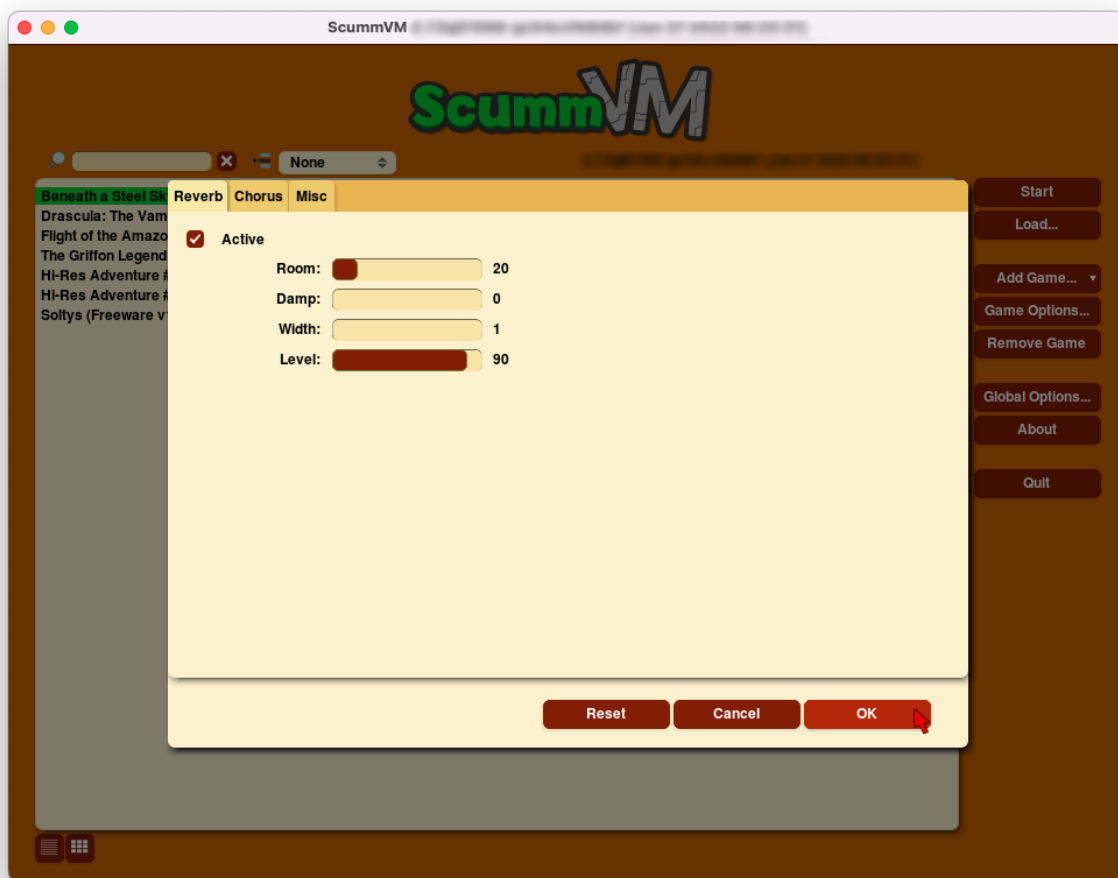 ScummVM
ScummVM
None
Beneath a Steel Sk
Drascula: The Vam
Flight of the Amazo
The Griffon Legend
Hi-Res Adventure #
Hi-Res Adventure #
Soltys (Freeware v
Reverb Chorus Misc
Active
Room: 20
Damp: 0
Width: 1
Level: 90
Reset Cancel OK
Start
Load...
Add Game...
Game Options...
Remove Game
Global Options...
About
Quit